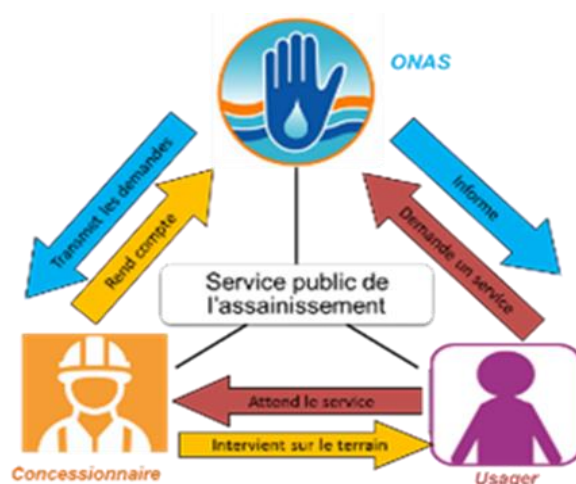 ONAS
Transmit les demandes
Rend compte
Informe
Demande un service
Service public de
l'assainissement
Attend le service
Intervient sur le terrain
Concessionnaire
Usager